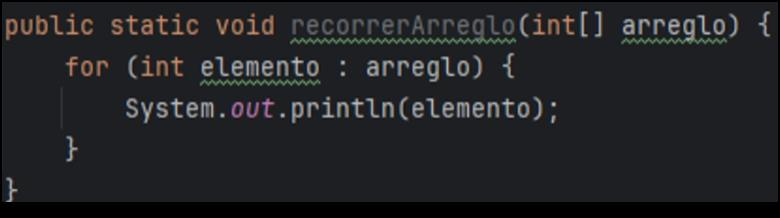 public static void recorrerArreglo(int[] arreglo) {
for (int elemento : arreglo) {
System.out.println(elemento);
}
}